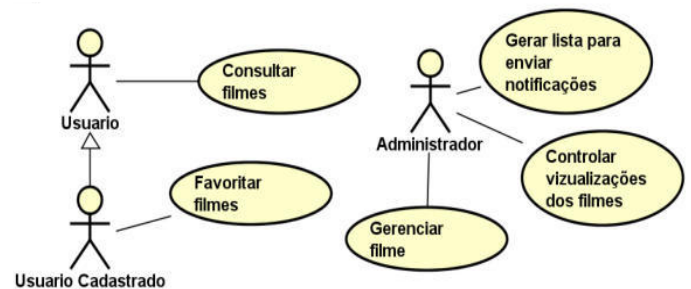 Usuario
Consultar
filmes
Favoritar
filmes
Usuario Cadastrado
Gerar lista para
enviar
notificações
Administrador
Controlar
vizualizações
dos filmes
Gerenciar
filme